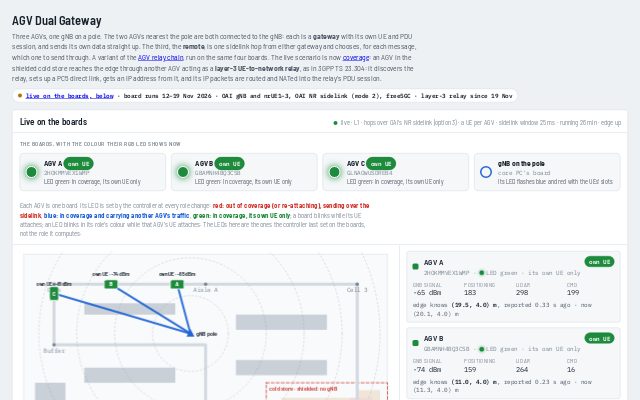 AGV Dual Gateway
Three AGVs, one gNB on a pole. The two AGVs nearest the pole are both connected to the gNB: each is a gateway with its own UE and PDU
session, and sends its own data straight up. The third, the remote, is one sidelink hop from either gateway and chooses, for each message,
which one to send through. A variant of the AGV relay chain, run on the same four boards. The live scenario is now coverage: an AGV in the
shielded cold store reaches the edge through another AGV acting as a layer-3 UE-to-network relay, as in 3GPP TS 23.304: it discovers the
relay, sets up a PC5 direct link, gets an IP address from it, and its IP packets are routed and NATed into the relay's PDU session.
live on the boards, below · board runs 12-19 Nov 2026 · OAI gNB and nrUE1-3, OAI NR sidelink (mode 2), free5GC · layer-3 relay since 19 Nov
Live on the boards
live · L1 · hops over OAI's NR sidelink (option 3) · a UE per AGV · sidelink window 25 ms · running 26 min · edge up
THE BOARDS, WITH THE COLOUR THEIR RGB LED SHOWS NOW
AGV A own UE
LED green: in coverage, its own UE only
AGV B own UE
LED green: in coverage, its own UE only
AGV C own UE
LED green: in coverage, its own UE only
gNB on the pole
core PC's board
its LED flashes blue and red with the UEs' slots
Each AGV is one board. Its LED is set by the controller at every role change: red: out of coverage (or re-attaching), sending over the
sidelink, blue: in coverage and carrying another AGV's traffic, green: in coverage, its own UE only; a board blinks while its UE
attaches; an LED blinks in its role's colour while that AGV's UE attaches. The LEDs here are the ones the controller last set on the boards,
not the role it computes.
own UE · -74 dBm
own UE · -65 dBm
B
A
C
Aisle A
Cell 3
gNB pole
Buffer
cold store · shielded: no gNB
AGV A own UE
LED green · its own UE only
GNB SIGNAL POSITIONING LIDAR CMD
-65 dBm 183 298 199
edge knows (19.5, 4.0) m, reported 0.33 s ago · now
(20.1, 4.0) m
AGV B own UE
LED green · its own UE only
GNB SIGNAL POSITIONING LIDAR CMD
-74 dBm 159 264 16
edge knows (11.0, 4.0) m, reported 0.23 s ago · now
(11.3, 4.0) m